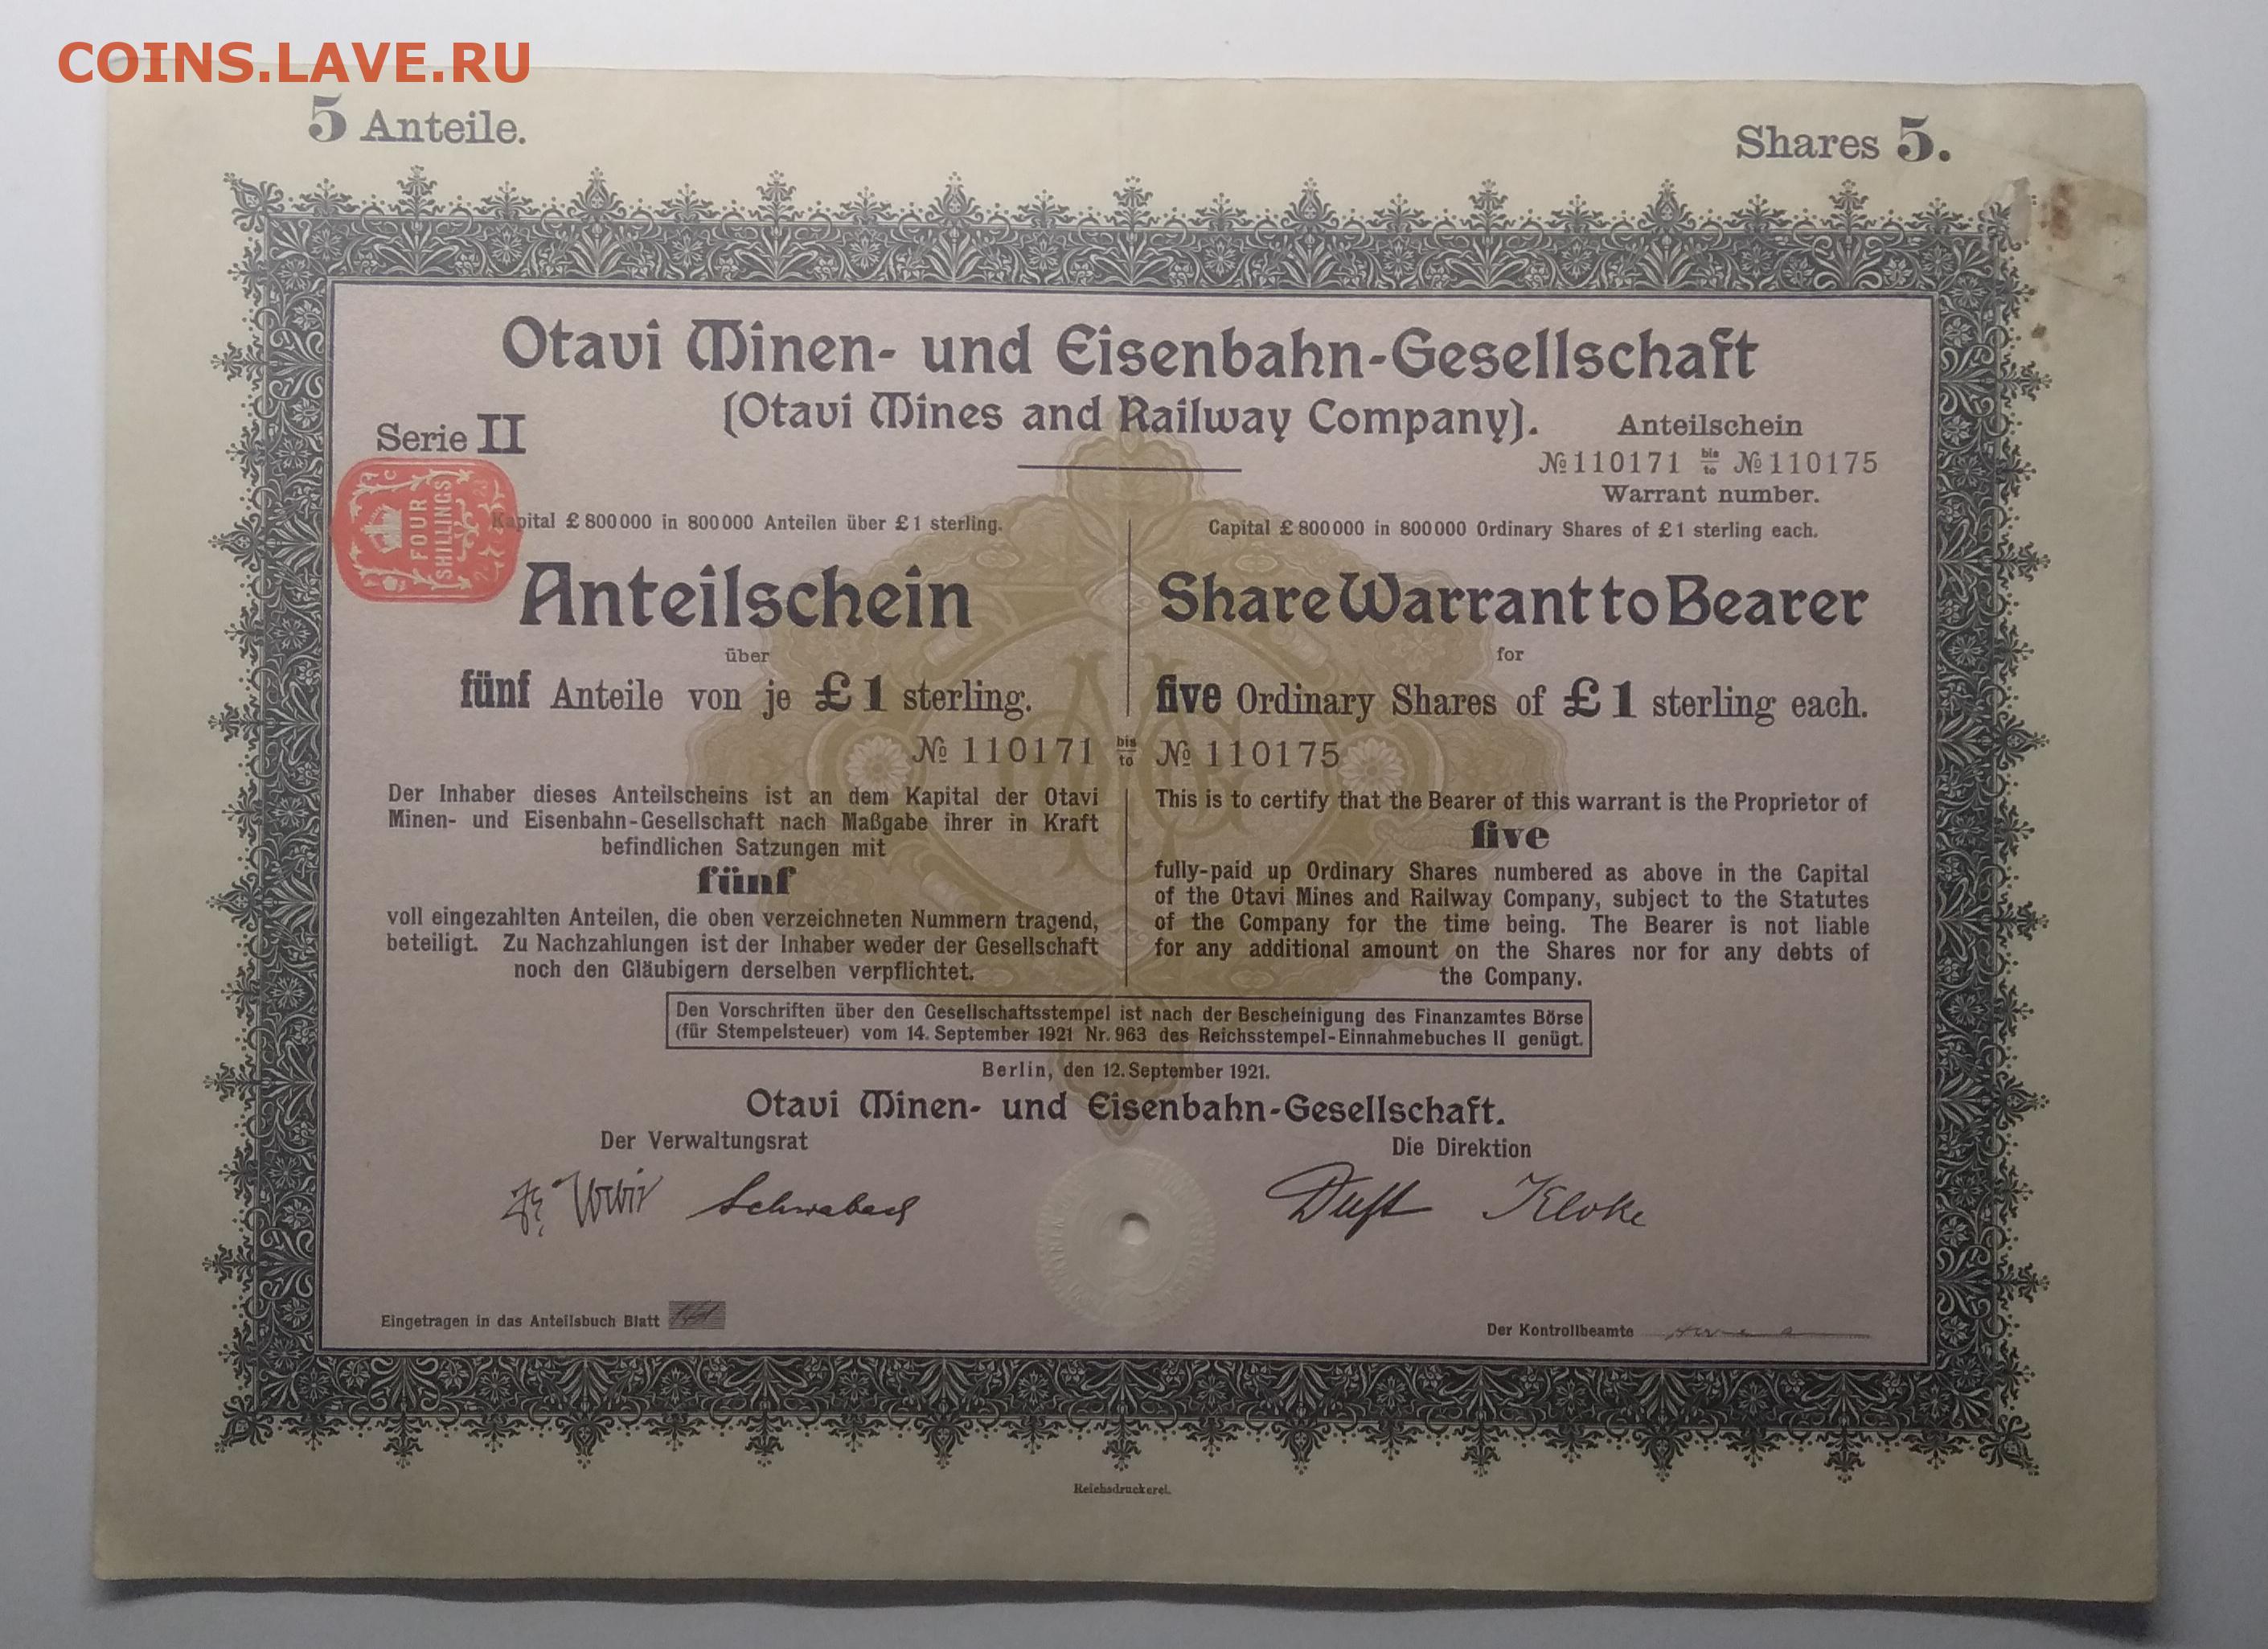 COINS.LAVE.RU
5 Anteile.
Shares 5.
Otavi Minen- und Eisenbahn-Gesellschaft
(Otavi Mines and Railway Company).
Serie II
Anteilschein
№ 110171 bis/to № 110175
Warrant number.
FOUR
SHILLINGS
Kapital £ 800000 in 800000 Anteilen über £ 1 sterling.
Anteilschein
über
fünf Anteile von je £ 1 sterling.
Capital £ 800000 in 800000 Ordinary Shares of £ 1 sterling each.
Share Warrant to Bearer
for
five Ordinary Shares of £ 1 sterling each.
№ 110171 bis/to № 110175
Der Inhaber dieses Anteilscheins ist an dem Kapital der Otavi
Minen- und Eisenbahn-Gesellschaft nach Maßgabe ihrer in Kraft
befindlichen Satzungen mit
fünf
voll eingezahlten Anteilen, die oben verzeichneten Nummern tragend,
beteiligt. Zu Nachzahlungen ist der Inhaber weder der Gesellschaft
noch den Gläubigern derselben verpflichtet.
This is to certify that the Bearer of this warrant is the Proprietor of
five
fully-paid up Ordinary Shares numbered as above in the Capital
of the Otavi Mines and Railway Company, subject to the Statutes
of the Company for the time being. The Bearer is not liable
for any additional amount on the Shares nor for any debts of
the Company.
Den Vorschriften über den Gesellschaftsstempel ist nach der Bescheinigung des Finanzamtes Börse
(für Stempelsteuer) vom 14. September 1921 Nr. 963 des Reichsstempel-Einnahmebuches II genügt.
Berlin, den 12. September 1921.
Otavi Minen- und Eisenbahn-Gesellschaft.
Der Verwaltungsrat
Die Direktion
Schwabach
Duft Kloke
Eingetragen in das Anteilsbuch Blatt
Der Kontrollbeamte
Reichsdruckerei.